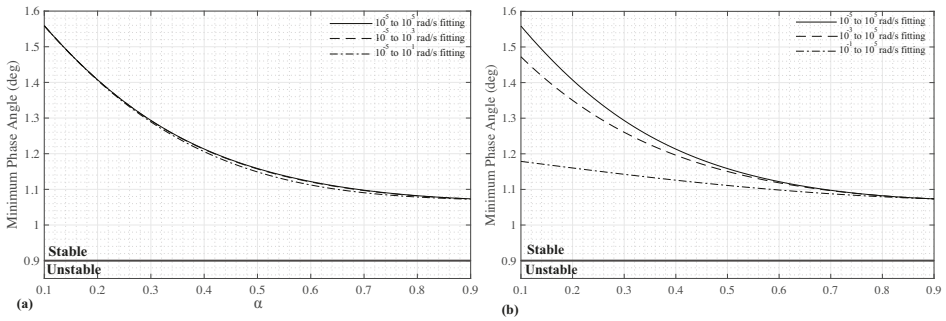 1.6
1.5
1.4
1.3
1.2
1.1
1
0.9
Minimum Phase Angle (deg)
10^-5 to 10^5 rad/s fitting
10^-5 to 10^3 rad/s fitting
10^-5 to 10^1 rad/s fitting
Stable
Unstable
0.1 0.2 0.3 0.4 0.5 0.6 0.7 0.8 0.9
(a)
α
1.6
1.5
1.4
1.3
1.2
1.1
1
0.9
Minimum Phase Angle (deg)
10^-5 to 10^5 rad/s fitting
10^-3 to 10^5 rad/s fitting
10^-1 to 10^5 rad/s fitting
Stable
Unstable
0.1 0.2 0.3 0.4 0.5 0.6 0.7 0.8 0.9
(b)